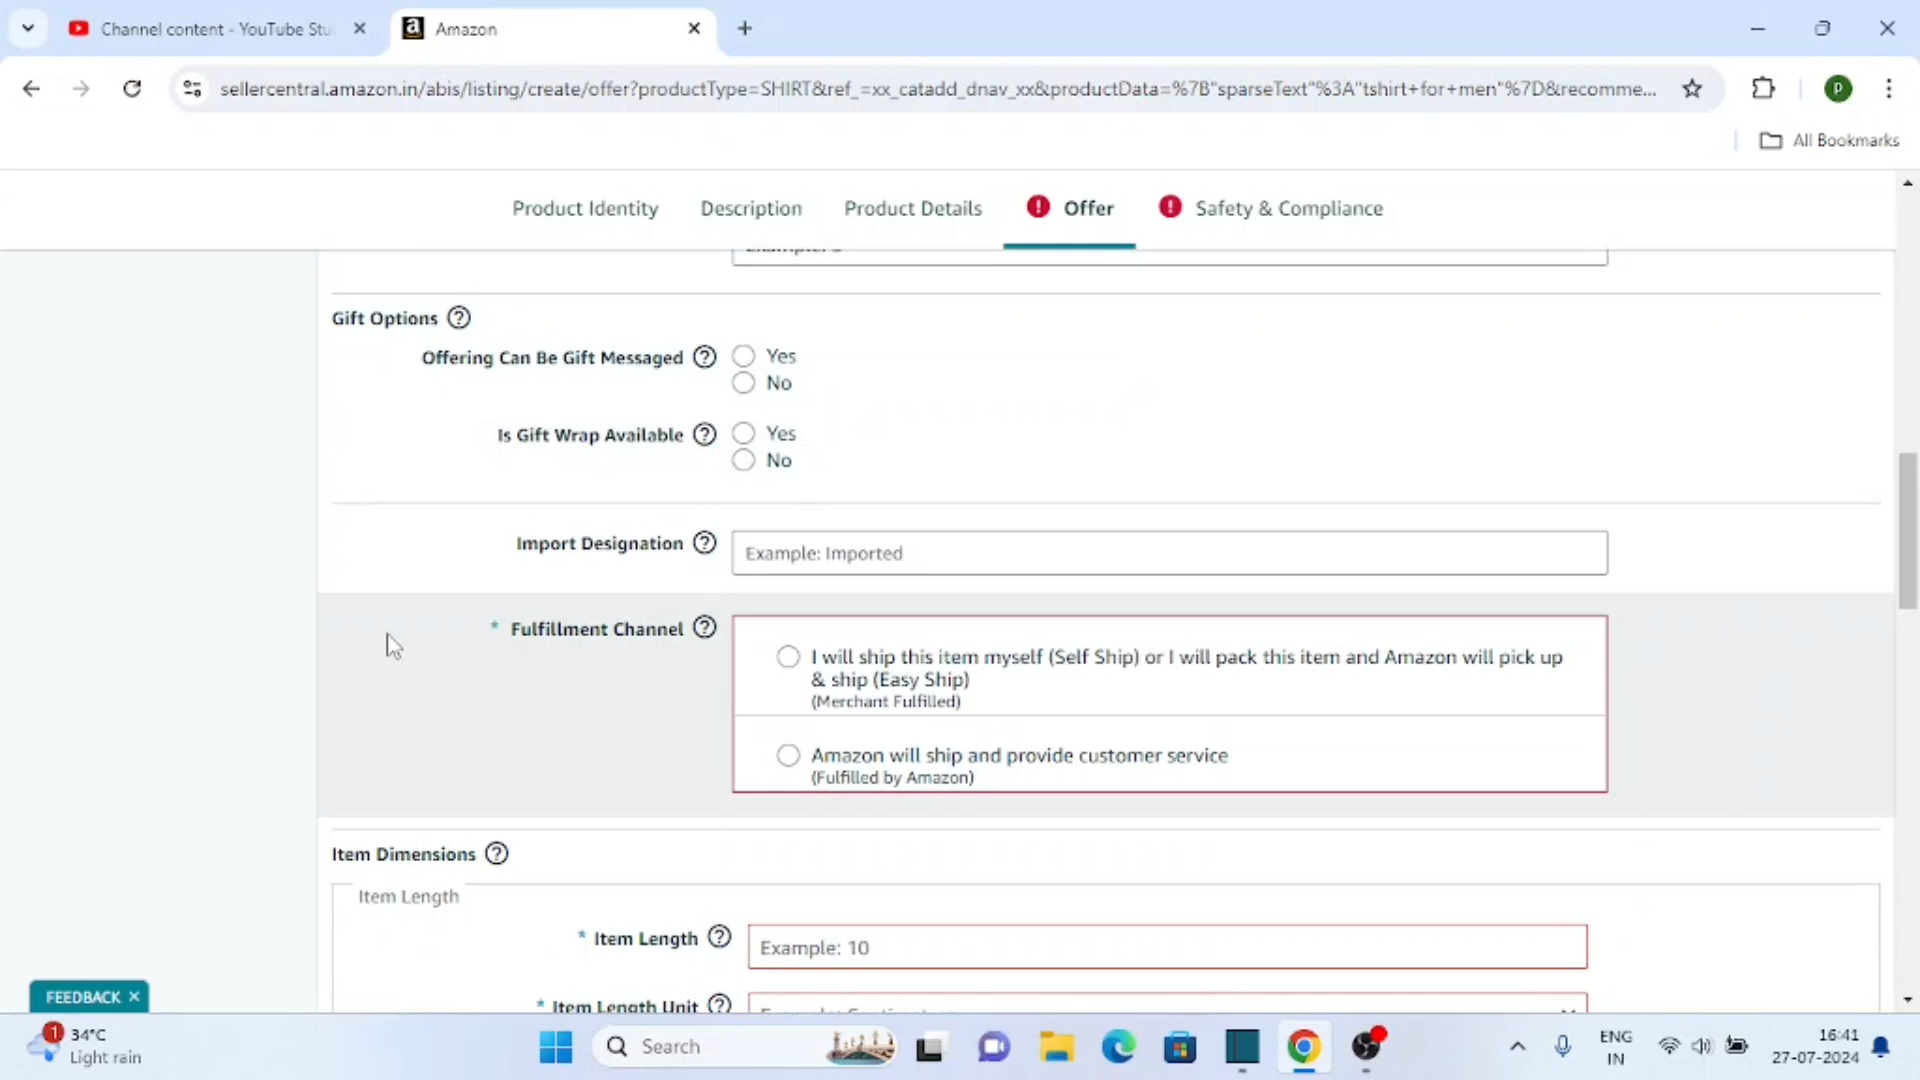 Channel content - YouTube Stu
Amazon
sellercentral.amazon.in/abis/listing/create/offer?productType=SHIRT&ref_=xx_catadd_dnav_xx&productData=%7B"sparseText"%3A"tshirt+for+men"%7D&recomme...
P
All Bookmarks
Product Identity
Description
Product Details
Offer
Safety & Compliance
Gift Options
Offering Can Be Gift Messaged
Yes
No
Is Gift Wrap Available
Yes
No
Import Designation
Example: Imported
* Fulfillment Channel
I will ship this item myself (Self Ship) or I will pack this item and Amazon will pick up
& ship (Easy Ship)
(Merchant Fulfilled)
Amazon will ship and provide customer service
(Fulfilled by Amazon)
Item Dimensions
Item Length
* Item Length
Example: 10
* Item Length Unit
FEEDBACK ×
1
34°C
Light rain
Search
ENG
IN
16:41
27-07-2024